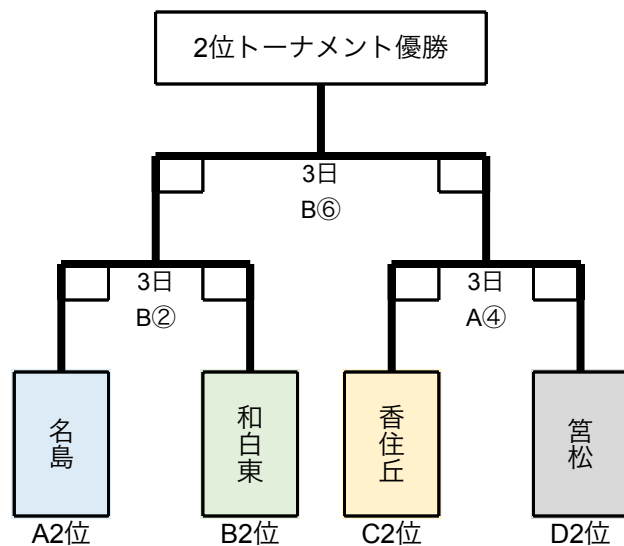 2位トーナメント優勝
3日
B⑥
3日
B②
3日
A④
名島
和白東
香住丘
筥松
A2位
B2位
C2位
D2位